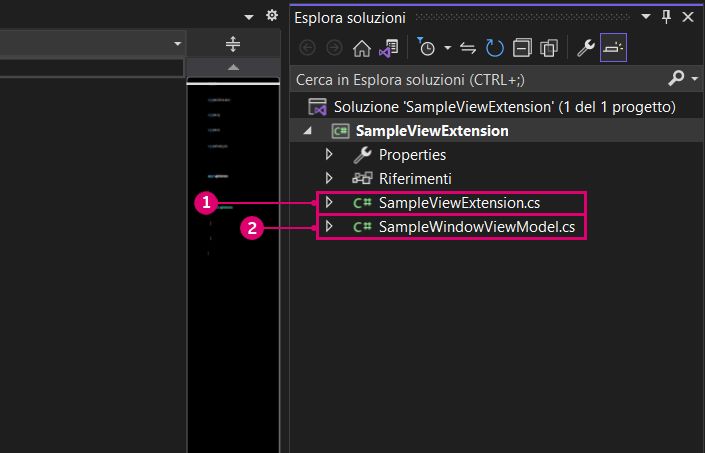 Esplora soluzioni
Cerca in Esplora soluzioni (CTRL+;)
Soluzione 'SampleViewExtension' (1 del 1 progetto)
C# SampleViewExtension
Properties
Riferimenti
1 C# SampleViewExtension.cs
2 C# SampleWindowViewModel.cs